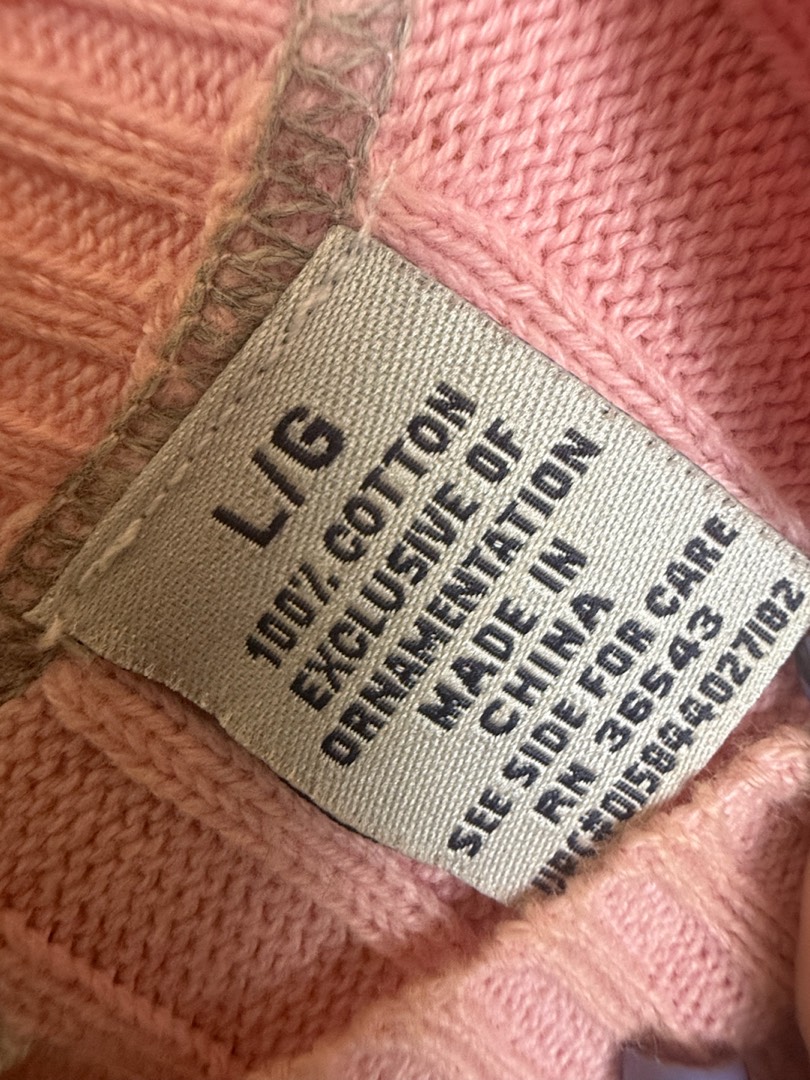 L/G
100% COTTON
EXCLUSIVE OF
ORNAMENTATION
MADE IN
CHINA
SEE SIDE FOR CARE
RN 36543